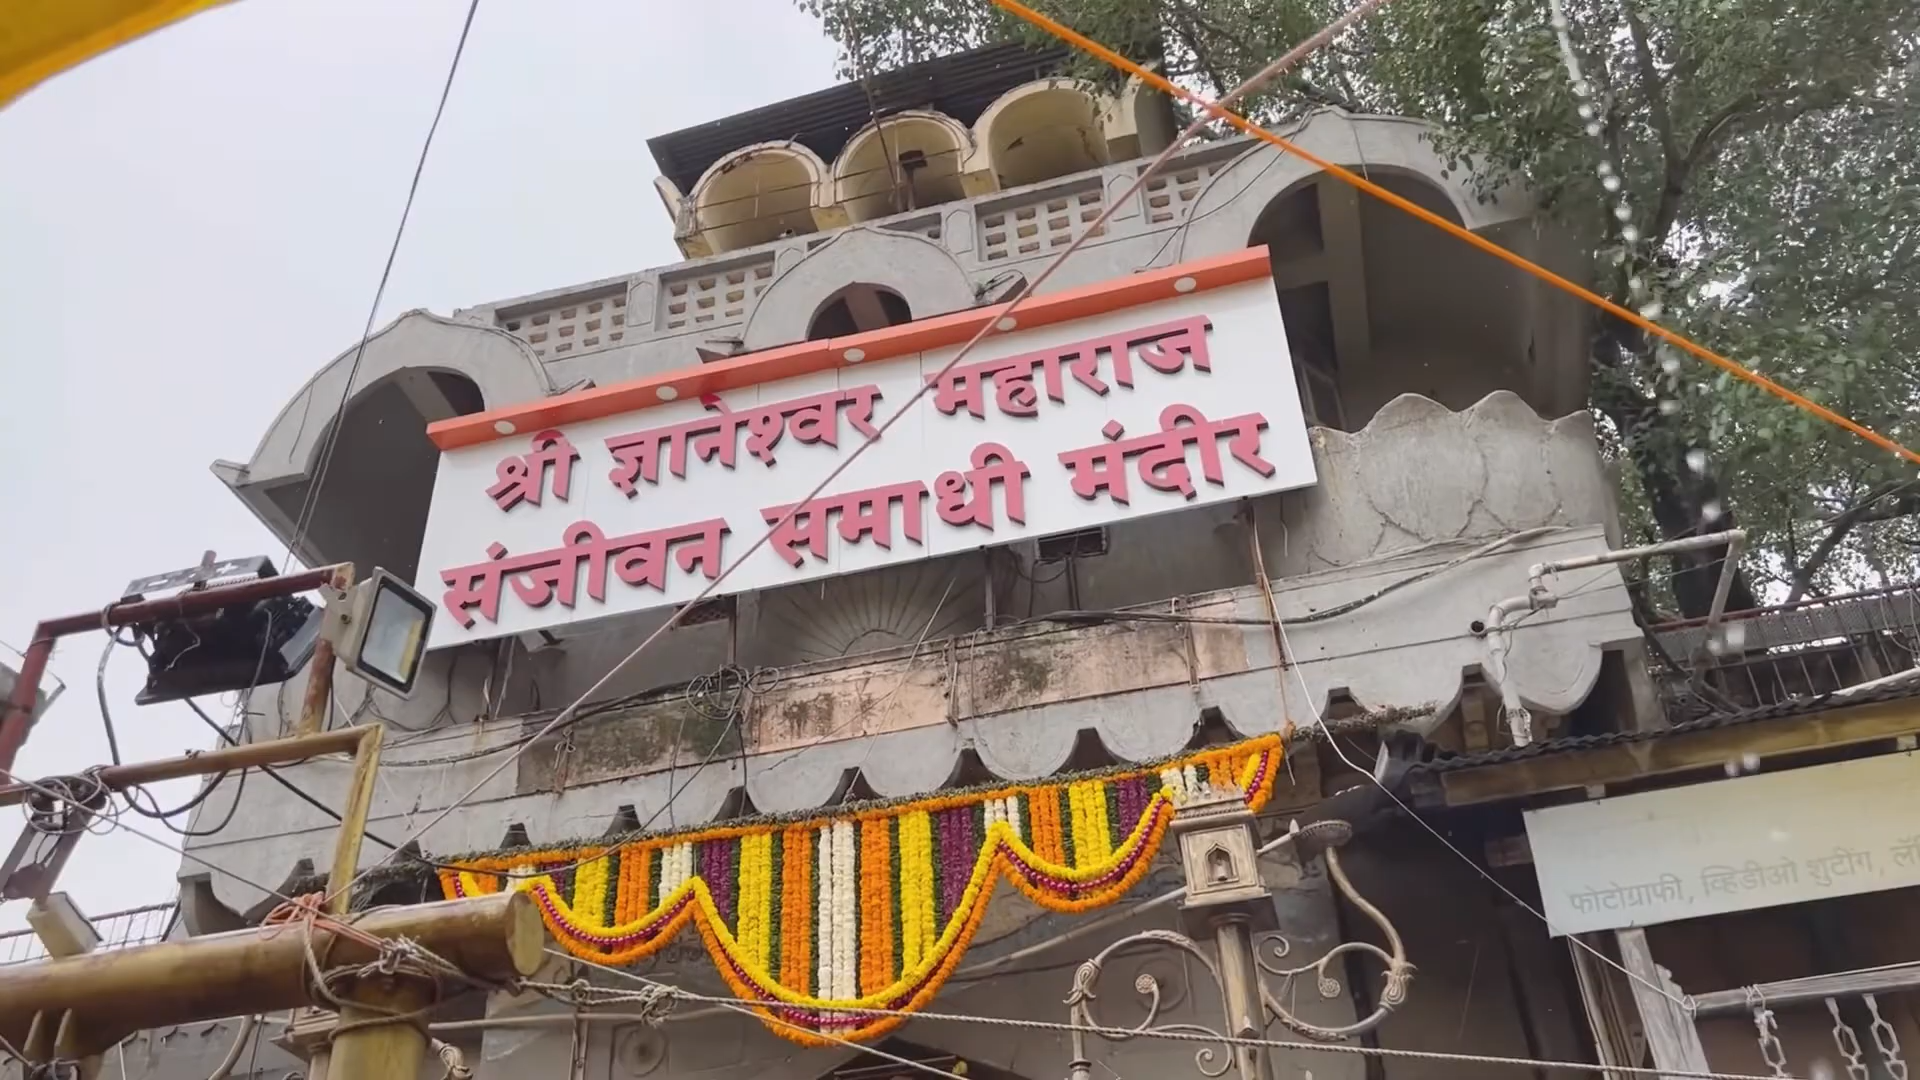 श्री ज्ञानेश्वर महाराज
संजीवन समाधी मंदीर
फोटोग्राफी, व्हिडीओ शुटींग,